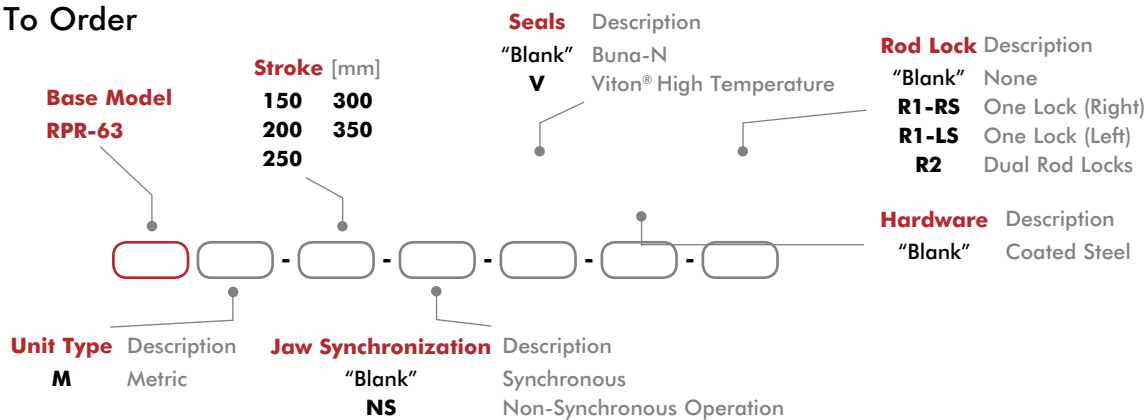 To Order
Base Model
RPR-63
Stroke [mm]
150 300
200 350
250
Seals Description
"Blank" Buna-N
V Viton® High Temperature
Rod Lock Description
"Blank" None
R1-RS One Lock (Right)
R1-LS One Lock (Left)
R2 Dual Rod Locks
Hardware Description
"Blank" Coated Steel
- - - - -
Unit Type Description
M Metric
Jaw Synchronization Description
"Blank" Synchronous
NS Non-Synchronous Operation